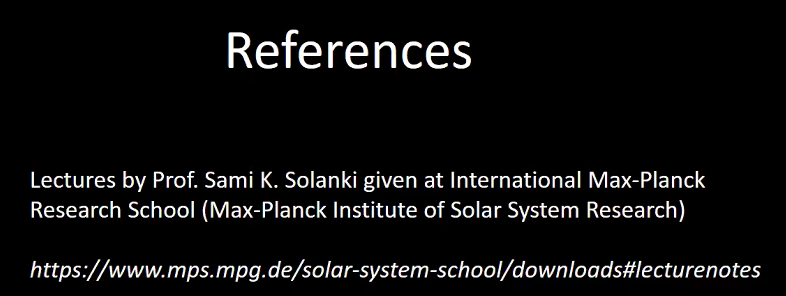 References
Lectures by Prof. Sami K. Solanki given at International Max-Planck
Research School (Max-Planck Institute of Solar System Research)
https://www.mps.mpg.de/solar-system-school/downloads#lecturenotes